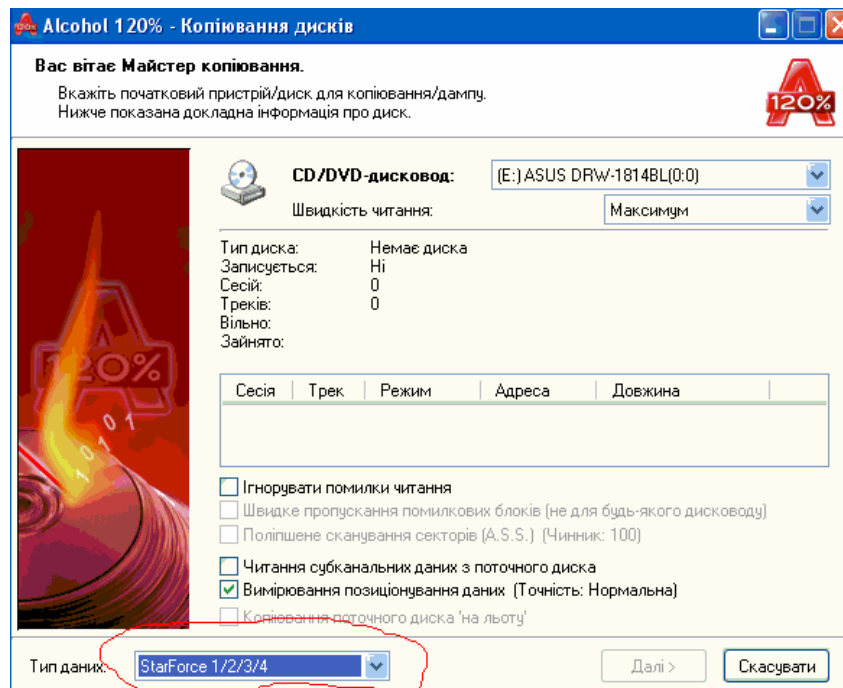 Alcohol 120% - Копіювання дисків
Вас вітає Майстер копіювання.
Вкажіть початковий пристрій/диск для копіювання/дампу.
Нижче показана докладна інформація про диск.
120%
CD/DVD-дисковод: (E:) ASUS DRW-1814BL(0:0)
Швидкість читання: Максимум
Тип диска: Немає диска
Записується: Ні
Сесій: 0
Треків: 0
Вільно:
Зайнято:
120%
Сесія Трек Режим Адреса Довжина
Ігнорувати помилки читання
Швидке пропускання помилкових блоків (не для будь-якого дисководу)
Поліпшене сканування секторів (A.S.S.) (Чинник: 100)
Читання субканальних даних з поточного диска
Вимірювання позиціонування даних (Точність: Нормальна)
Копіювання поточного диска 'на льоту'
Тип даних: StarForce 1/2/3/4 Далі > Скасувати